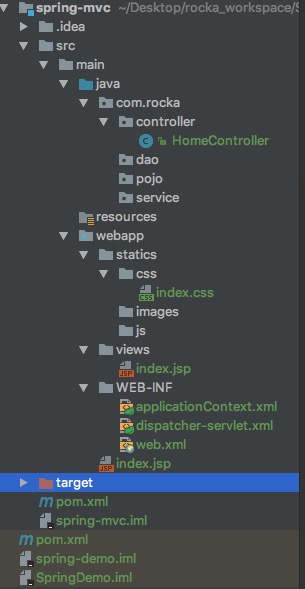 spring-mvc ~/Desktop/rocka_workspace/S
.idea
src
main
java
com.rocka
controller
C HomeController
dao
pojo
service
resources
webapp
statics
css
CSS index.css
images
js
views
JSP index.jsp
WEB-INF
applicationContext.xml
dispatcher-servlet.xml
web.xml
JSP index.jsp
target
m pom.xml
spring-mvc.iml
m pom.xml
spring-demo.iml
SpringDemo.iml